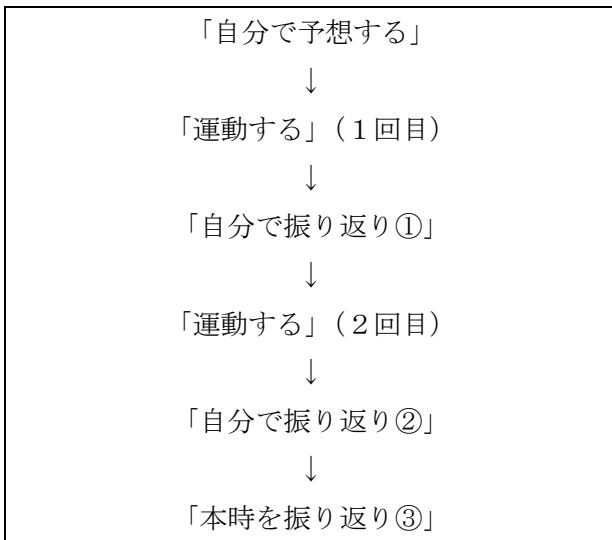 「自分で予想する」
↓
「運動する」（１回目）
↓
「自分で振り返り①」
↓
「運動する」（２回目）
↓
「自分で振り返り②」
↓
「本時を振り返り③」